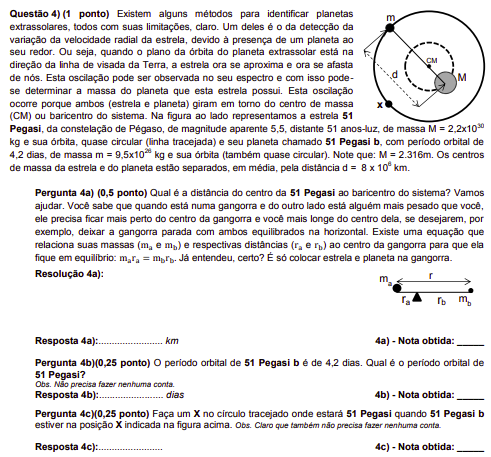 Questão 4) (1 ponto) Existem alguns métodos para identificar planetas
extrassolares, todos com suas limitações, claro. Um deles é o da detecção da
variação da velocidade radial da estrela, devido à presença de um planeta ao
seu redor. Ou seja, quando o plano da órbita do planeta extrassolar está na
direção da linha de visada da Terra, a estrela ora se aproxima e ora se afasta
de nós. Esta oscilação pode ser observada no seu espectro e com isso pode-
se determinar a massa do planeta que esta estrela possui. Esta oscilação
ocorre porque ambos (estrela e planeta) giram em torno do centro de massa
(CM) ou baricentro do sistema. Na figura ao lado representamos a estrela 51
Pegasi, da constelação de Pégaso, de magnitude aparente 5,5, distante 51 anos-luz, de massa M = 2,2x10³⁰
kg e sua órbita, quase circular (linha tracejada) e seu planeta chamado 51 Pegasi b, com período orbital de
4,2 dias, de massa m = 9,5x10²⁶ kg e sua órbita (também quase circular). Note que: M = 2.316m. Os centros
de massa da estrela e do planeta estão separados, em média, pela distância d = 8 x 10⁶ km.
m
CM
d
M
x
Pergunta 4a) (0,5 ponto) Qual é a distância do centro da 51 Pegasi ao baricentro do sistema? Vamos
ajudar. Você sabe que quando está numa gangorra e do outro lado está alguém mais pesado que você,
ele precisa ficar mais perto do centro da gangorra e você mais longe do centro dela, se desejarem, por
exemplo, deixar a gangorra parada com ambos equilibrados na horizontal. Existe uma equação que
relaciona suas massas (mₐ e m_b) e respectivas distâncias (rₐ e r_b) ao centro da gangorra para que ela
fique em equilíbrio: mₐrₐ = m_br_b. Já entendeu, certo? É só colocar estrela e planeta na gangorra.
Resolução 4a):
mₐ r
rₐ r_b m_b
Resposta 4a):........................ km 4a) - Nota obtida: _____
Pergunta 4b)(0,25 ponto) O período orbital de 51 Pegasi b é de 4,2 dias. Qual é o período orbital de
51 Pegasi?
Obs. Não precisa fazer nenhuma conta.
Resposta 4b):........................ dias 4b) - Nota obtida: _____
Pergunta 4c)(0,25 ponto) Faça um X no círculo tracejado onde estará 51 Pegasi quando 51 Pegasi b
estiver na posição X indicada na figura acima. Obs. Claro que também não precisa fazer nenhuma conta.
Resposta 4c):........................ 4c) - Nota obtida: _____